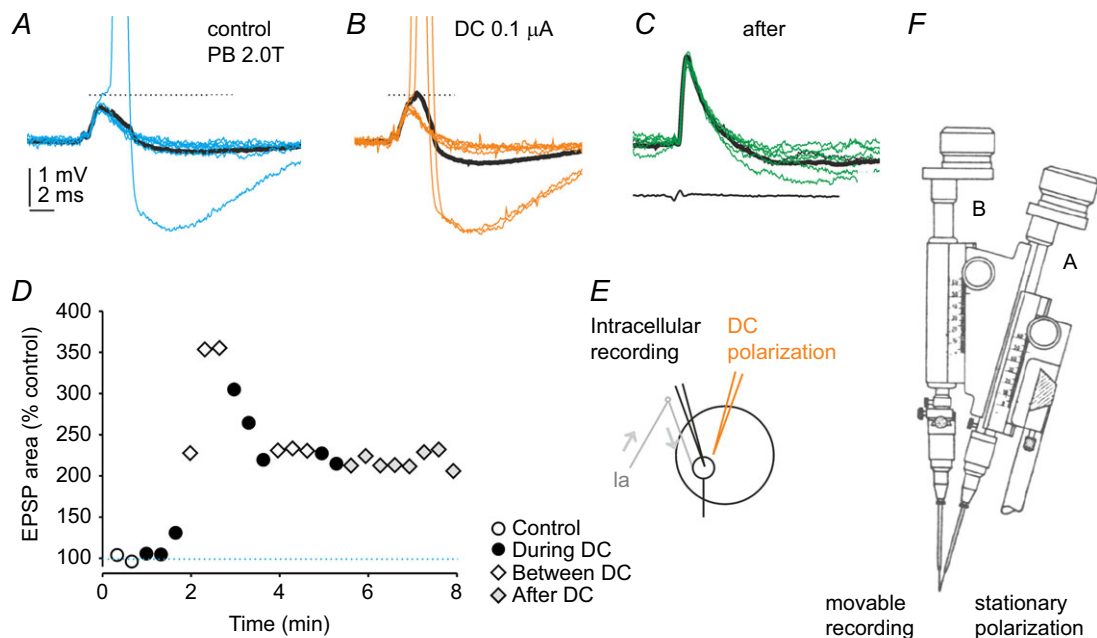 A
control
PB 2.0T
B
DC 0.1 µA
C
after
F
1 mV
2 ms
D
400
350
300
250
200
150
100
EPSP area (% control)
0
2
4
6
8
Time (min)
Control
During DC
Between DC
After DC
E
Intracellular
recording
DC
polarization
Ia
B
A
movable
recording
stationary
polarization